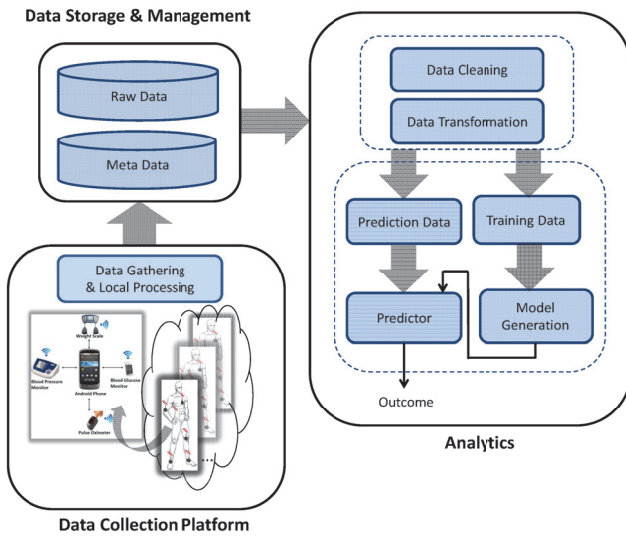 Data Storage & Management
Raw Data
Meta Data
Data Gathering
& Local Processing
Weight Scale
Blood Pressure
Monitor
Android Phone
Blood Glucose
Monitor
Pulse Oximeter
...
Data Collection Platform
Data Cleaning
Data Transformation
Prediction Data
Training Data
Predictor
Model
Generation
Outcome
Analytics